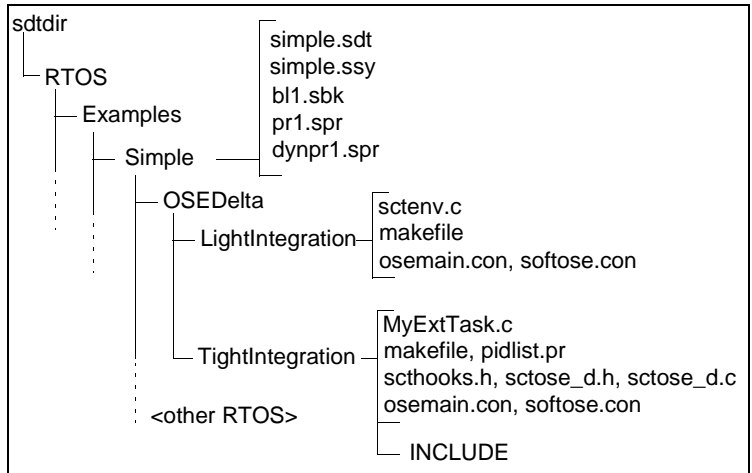 sdtdir
simple.sdt
simple.ssy
bl1.sbk
pr1.spr
dynpr1.spr
RTOS
Examples
Simple
OSEDelta
LightIntegration
sctenv.c
makefile
osemain.con, softose.con
TightIntegration
MyExtTask.c
makefile, pidlist.pr
scthooks.h, sctose_d.h, sctose_d.c
osemain.con, softose.con
<other RTOS>
INCLUDE